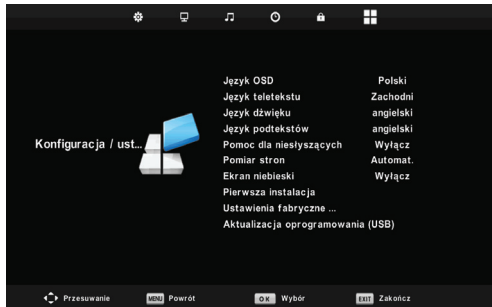 Język OSD Polski
Język teletekstu Zachodni
Język dźwięku angielski
Język podtekstów angielski
Konfiguracja / ust...
Pomoc dla niesłyszących Wyłącz
Pomiar stron Automat.
Ekran niebieski Wyłącz
Pierwsza instalacja
Ustawienia fabryczne ...
Aktualizacja oprogramowania (USB)
Przesuwanie MENU Powrót OK Wybór EXIT Zakończ